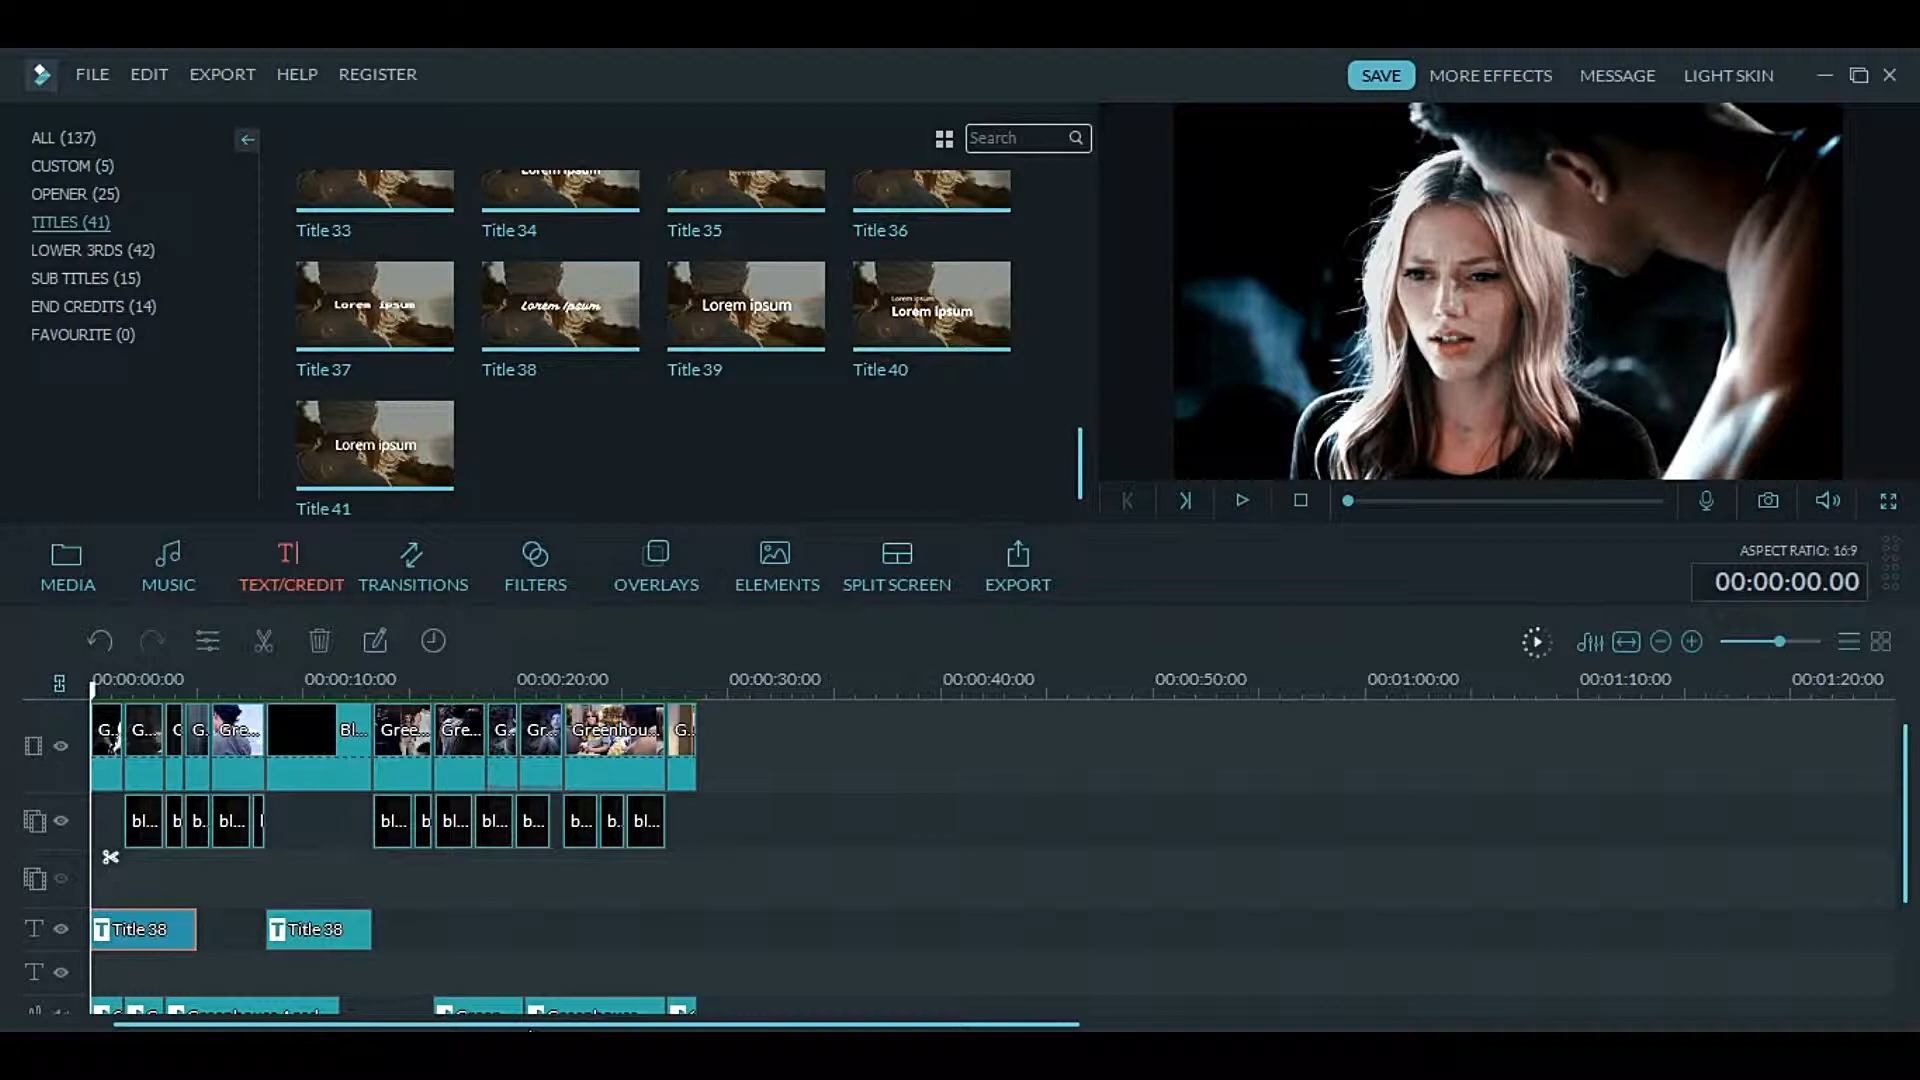 FILE EDIT EXPORT HELP REGISTER
SAVE MORE EFFECTS MESSAGE LIGHT SKIN
ALL (137)
CUSTOM (5)
OPENER (25)
TITLES (41)
LOWER 3RDS (42)
SUB TITLES (15)
END CREDITS (14)
FAVOURITE (0)
Search
Lorem ipsum
Title 33 Title 34 Title 35 Title 36
Lorem ipsum Lorem ipsum Lorem ipsum Lorem ipsum
Lorem ipsum
Title 37 Title 38 Title 39 Title 40
Lorem ipsum
Title 41
MEDIA MUSIC TEXT/CREDIT TRANSITIONS FILTERS OVERLAYS ELEMENTS SPLIT SCREEN EXPORT
ASPECT RATIO: 16:9
00:00:00.00
00:00:00:00 00:00:10:00 00:00:20:00 00:00:30:00 00:00:40:00 00:00:50:00 00:01:00:00 00:01:10:00 00:01:20:00
G.. G... G G. Gre... Bl... Gree... Gre... G.. Gr... Greenhou... G..
bl... b b. bl... bl... b bl... bl... b... b... b. bl...
Title 38 Title 38